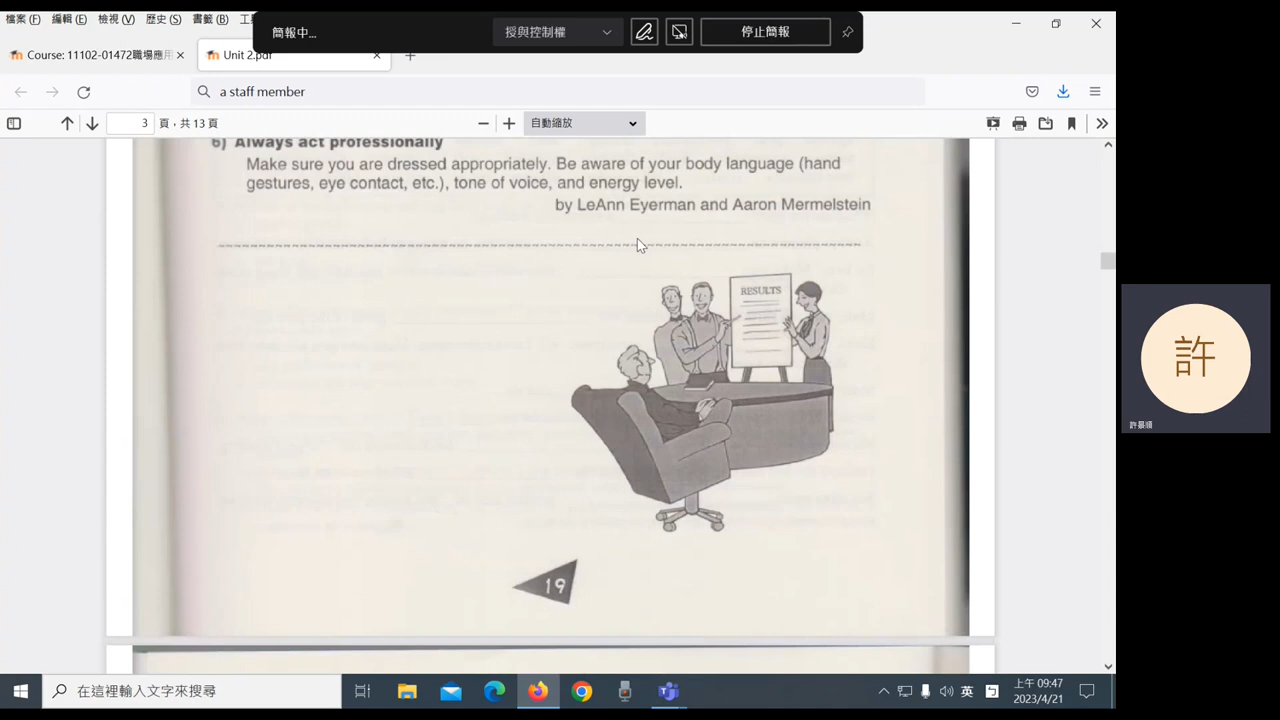 檔案 (F) 編輯 (E) 檢視 (V) 歷史 (S) 書籤 (B)
簡報中...
授與控制權
停止簡報
Course: 11102-01472職場應用
Unit 2.pdf
a staff member
3 頁，共 13 頁
自動縮放
6) Always act professionally
Make sure you are dressed appropriately. Be aware of your body language (hand
gestures, eye contact, etc.), tone of voice, and energy level.
by LeAnn Eyerman and Aaron Mermelstein
RESULTS
19
許
許景順
在這裡輸入文字來搜尋
英
上午 09:47
2023/4/21